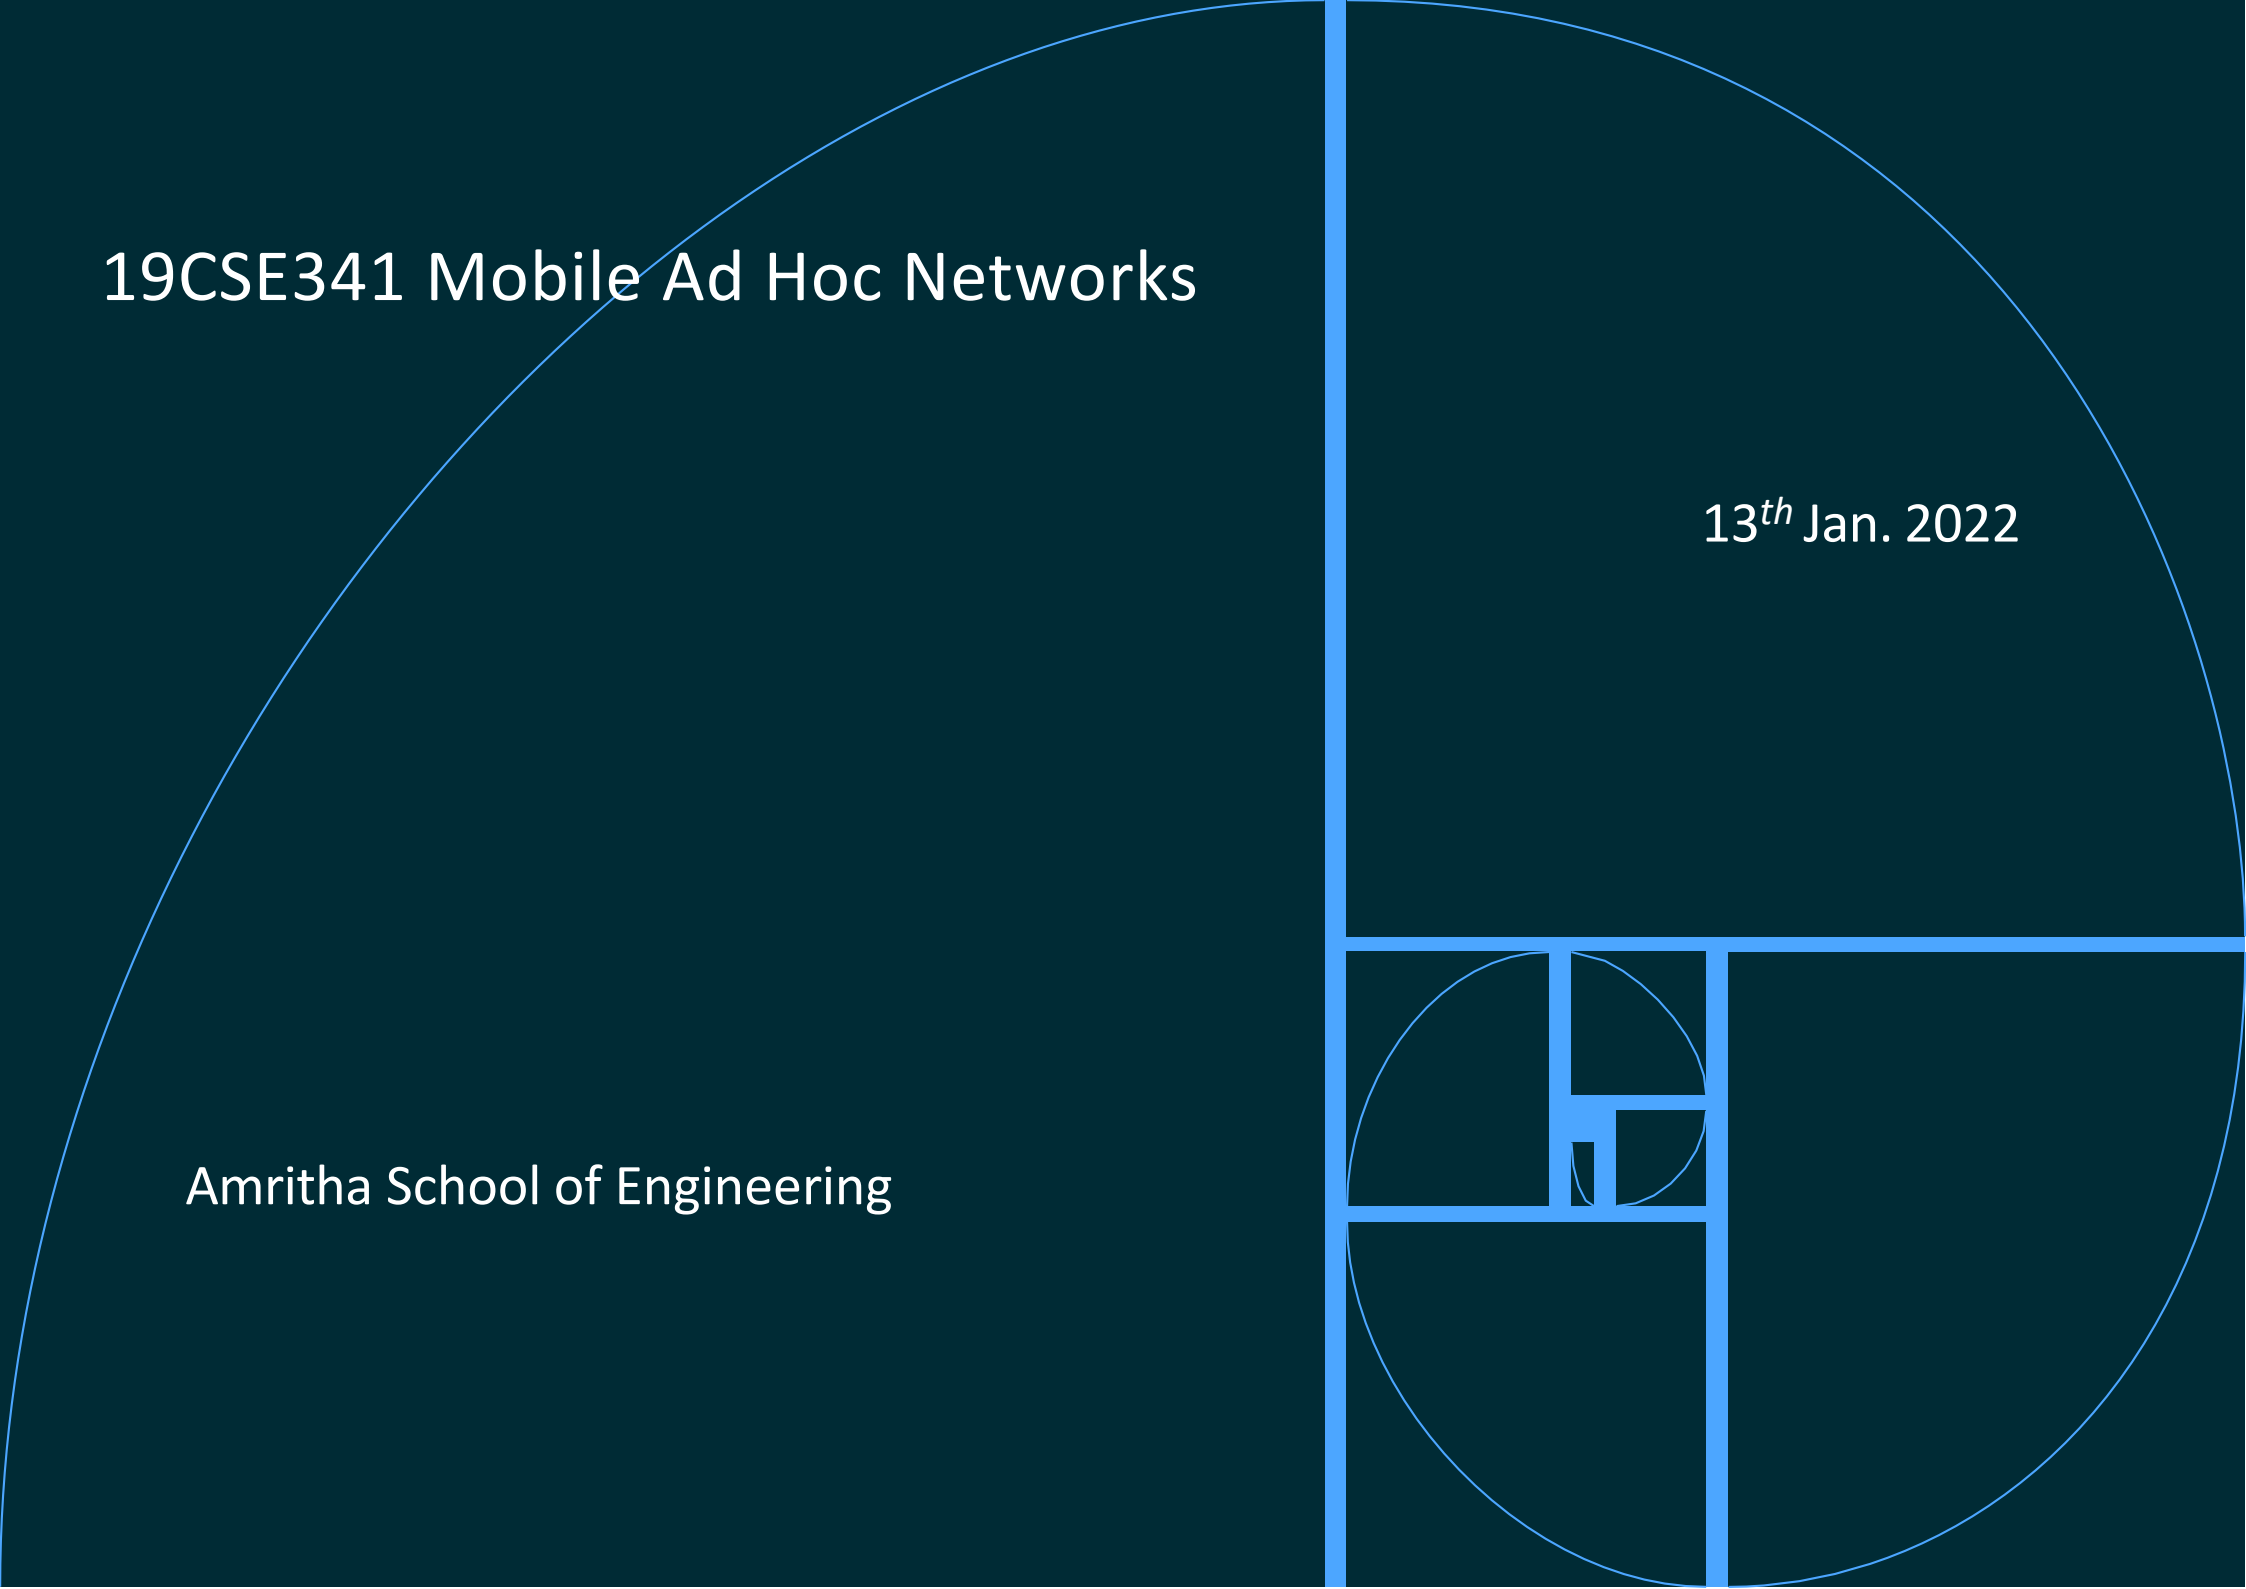 19CSE341 Mobile Ad Hoc Networks
13th Jan. 2022
Amritha School of Engineering